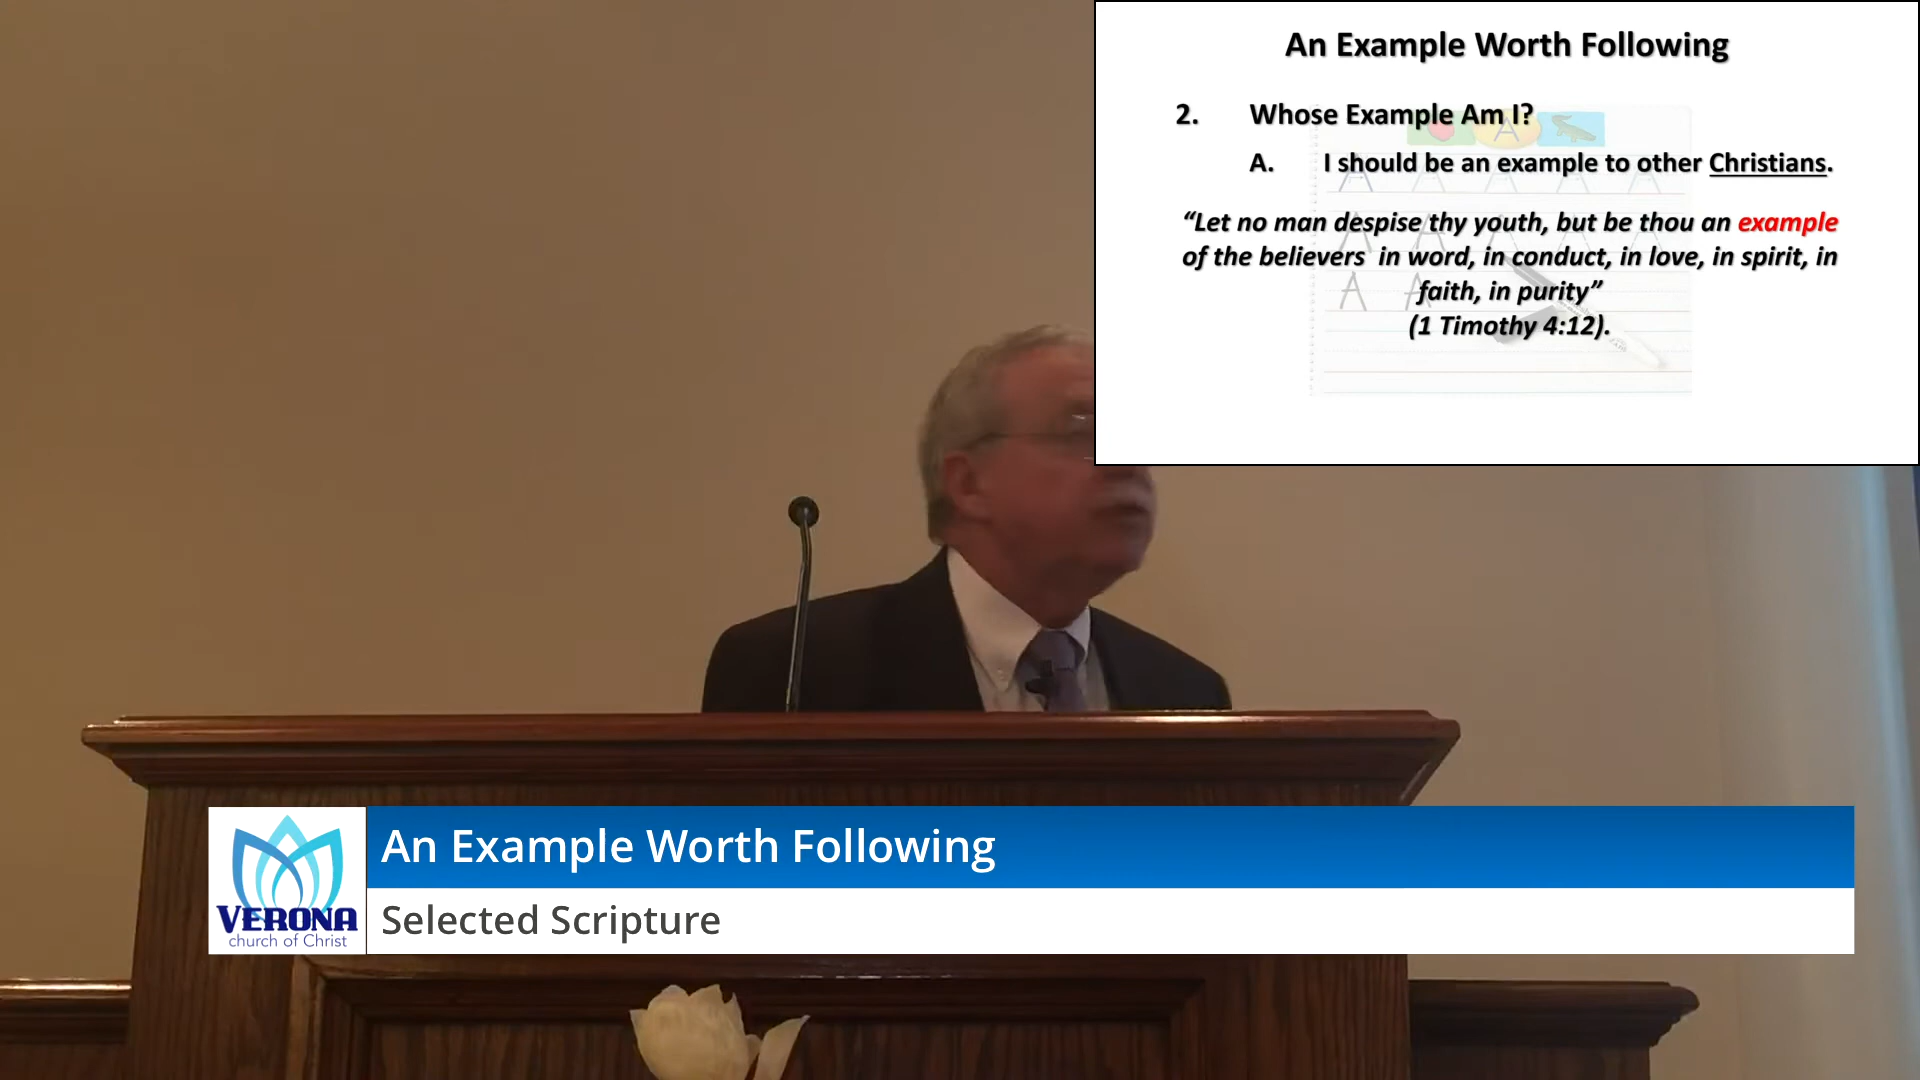 An Example Worth Following
2. Whose Example Am I?
A. I should be an example to other Christians.
“Let no man despise thy youth, but be thou an example
of the believers in word, in conduct, in love, in spirit, in
faith, in purity”
(1 Timothy 4:12).
A
A A A A A
A A A A A
A A
An Example Worth Following
Selected Scripture
VERONA
church of Christ